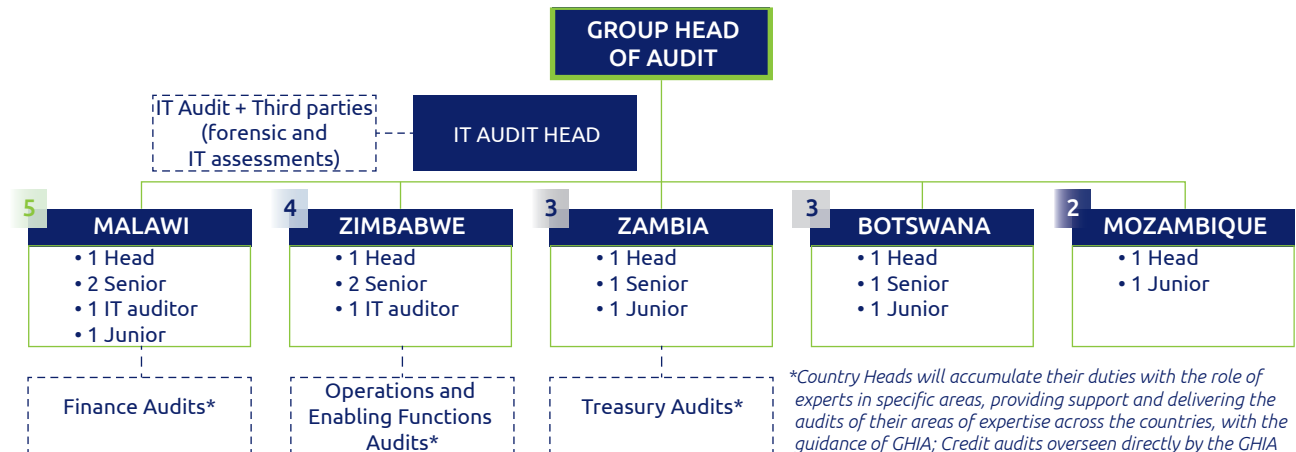 GROUP HEAD
OF AUDIT
IT Audit + Third parties
(forensic and
IT assessments)
IT AUDIT HEAD
5
MALAWI
• 1 Head
• 2 Senior
• 1 IT auditor
• 1 Junior
Finance Audits*
4
ZIMBABWE
• 1 Head
• 2 Senior
• 1 IT auditor
Operations and
Enabling Functions
Audits*
3
ZAMBIA
• 1 Head
• 1 Senior
• 1 Junior
Treasury Audits*
3
BOTSWANA
• 1 Head
• 1 Senior
• 1 Junior
2
MOZAMBIQUE
• 1 Head
• 1 Junior
*Country Heads will accumulate their duties with the role of
experts in specific areas, providing support and delivering the
audits of their areas of expertise across the countries, with the
guidance of GHIA; Credit audits overseen directly by the GHIA